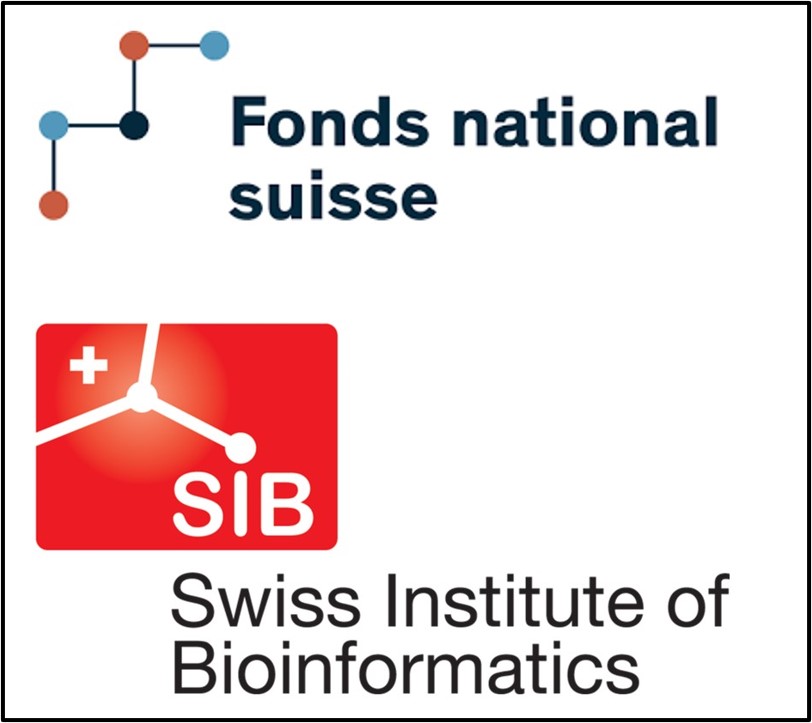 Fonds national
suisse
SIB
Swiss Institute of
Bioinformatics